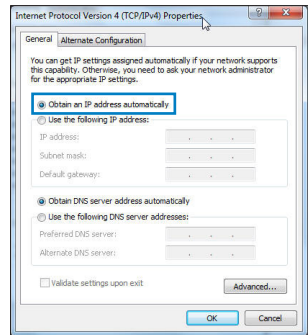 Internet Protocol Version 4 (TCP/IPv4) Properties
General
Alternate Configuration
You can get IP settings assigned automatically if your network supports
this capability. Otherwise, you need to ask your network administrator
for the appropriate IP settings.
Obtain an IP address automatically
Use the following IP address:
IP address:
Subnet mask:
Default gateway:
Obtain DNS server address automatically
Use the following DNS server addresses:
Preferred DNS server:
Alternate DNS server:
Validate settings upon exit
Advanced...
OK
Cancel